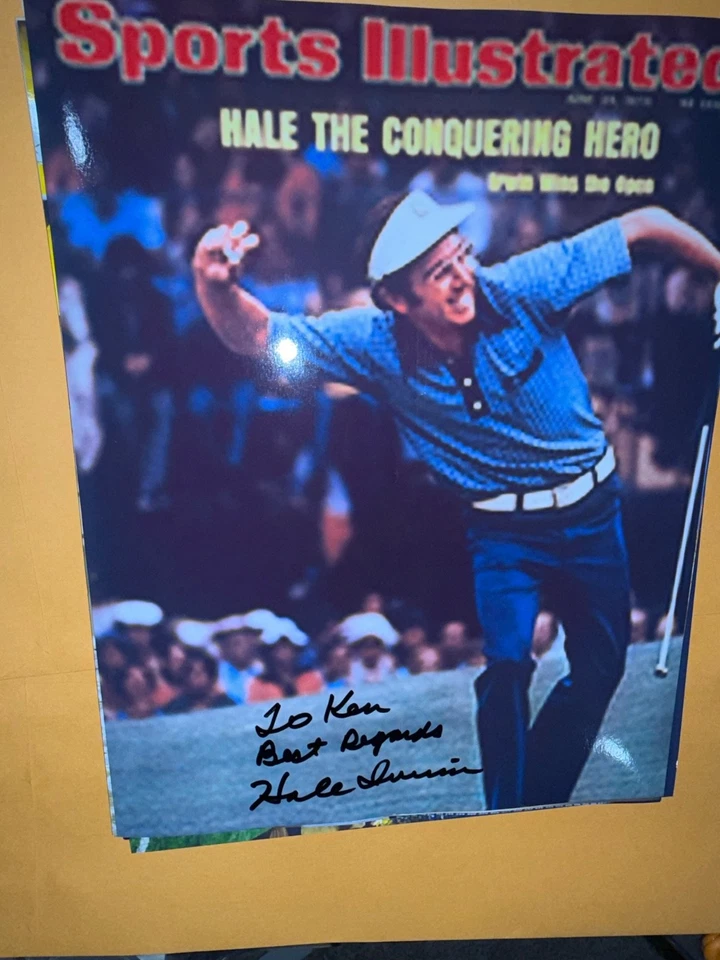 Sports Illustrated
HALE THE CONQUERING HERO
Irwin Wins the Open
To Ken
Best Regards
Hale Irwin